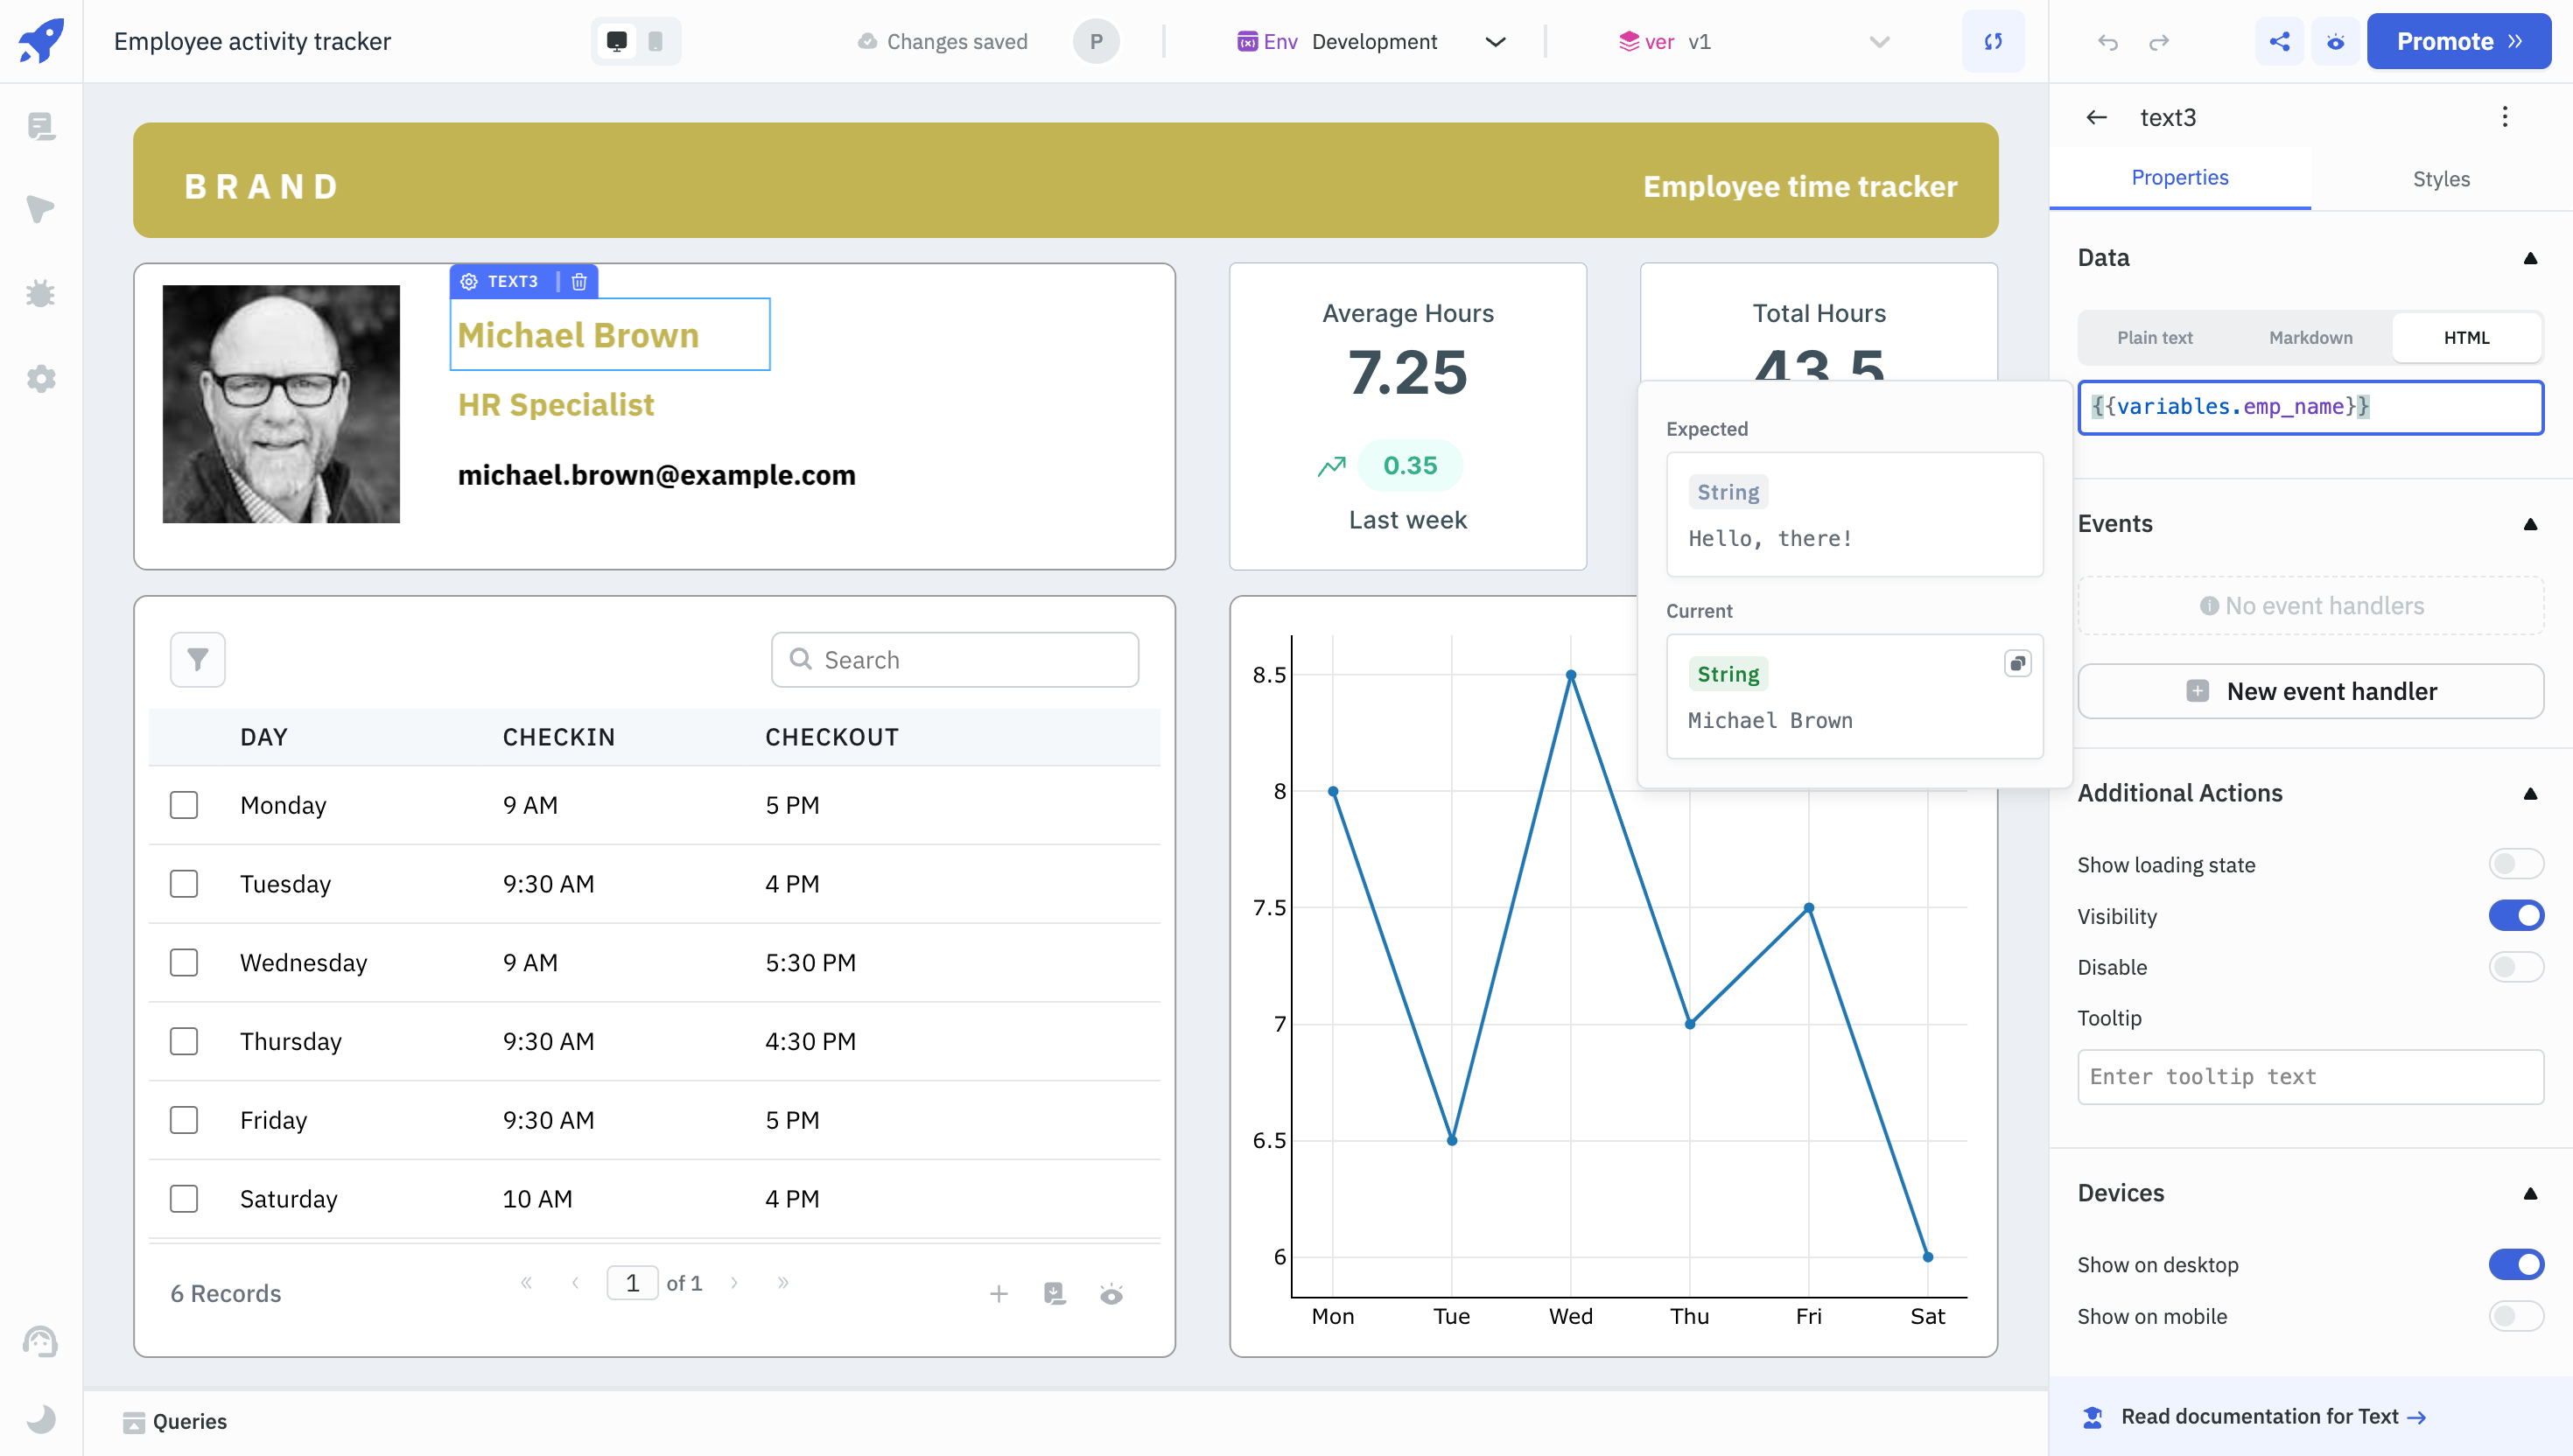 Employee activity tracker
Changes saved
P
Env Development
ver v1
Promote
BRAND
Employee time tracker
TEXT3
Michael Brown
HR Specialist
michael.brown@example.com
Average Hours
7.25
0.35
Last week
Total Hours
43.5
Search
DAY CHECKIN CHECKOUT
Monday 9 AM 5 PM
Tuesday 9:30 AM 4 PM
Wednesday 9 AM 5:30 PM
Thursday 9:30 AM 4:30 PM
Friday 9:30 AM 5 PM
Saturday 10 AM 4 PM
6 Records
« ‹ 1 of 1 › »
8.5
8
7.5
7
6.5
6
Mon Tue Wed Thu Fri Sat
Expected
String
Hello, there!
Current
String
Michael Brown
text3
Properties Styles
Data
Plain text Markdown HTML
{{variables.emp_name}}
Events
No event handlers
New event handler
Additional Actions
Show loading state
Visibility
Disable
Tooltip
Enter tooltip text
Devices
Show on desktop
Show on mobile
Read documentation for Text →
Queries